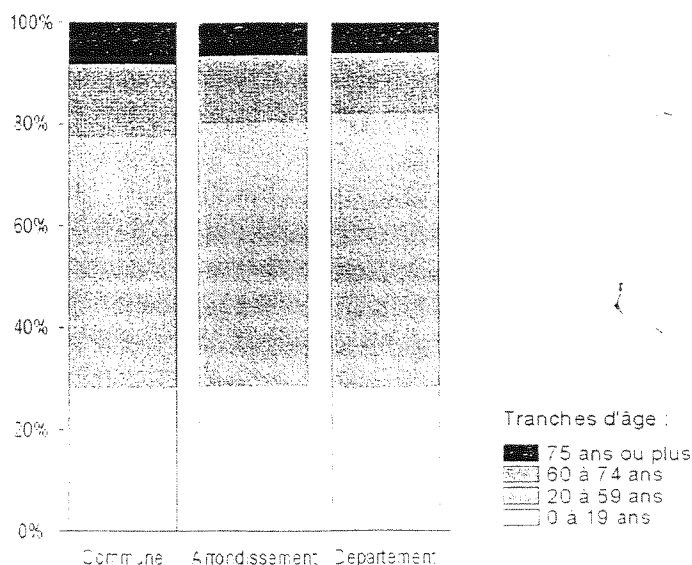 100%
80%
60%
40%
20%
0%
Commune Arrondissement Departement
Tranches d'âge :
75 ans ou plus
60 à 74 ans
20 à 59 ans
0 à 19 ans